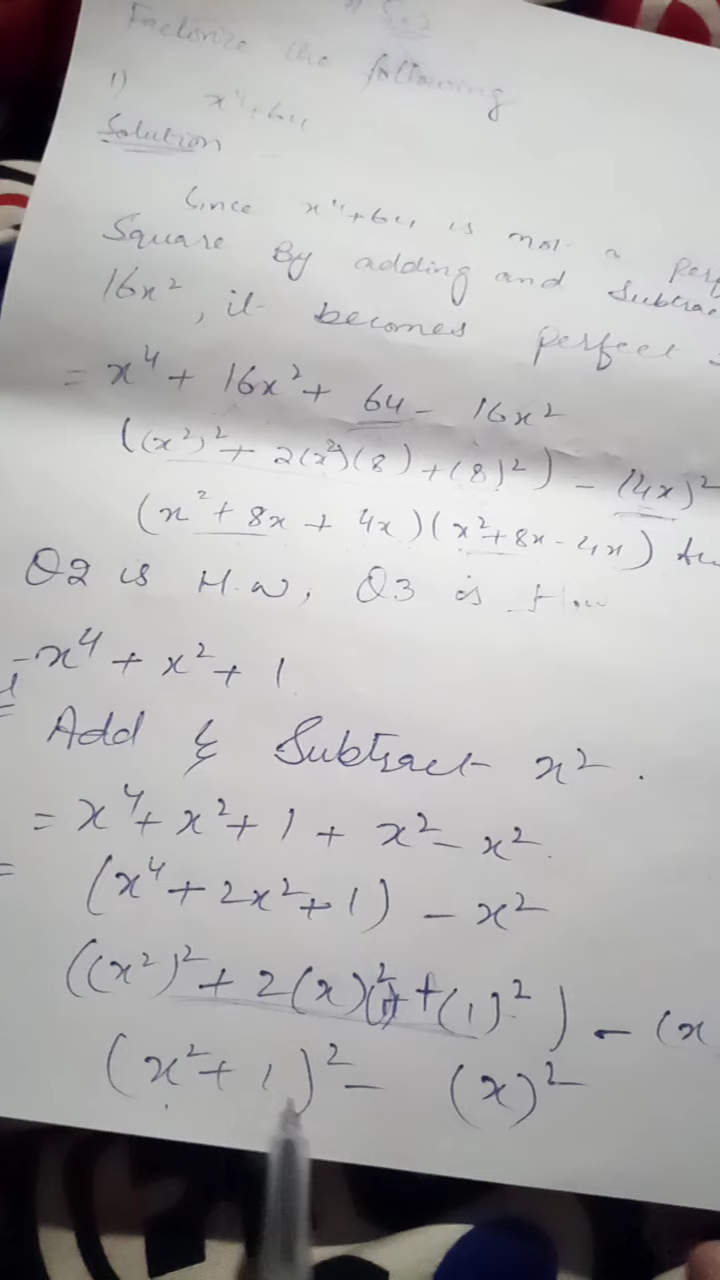 5.2
Factorize the following
1) x⁴+64
Solution
Since x⁴+64 is not a perf
Square By adding and Subtrac
16x², it becomes perfect s
= x⁴ + 16x² + 64 - 16x²
((x²)² + 2(x²)(8) + (8)²) - (4x)²
(x² + 8x + 4x)(x² + 8x - 4x)
Q2 is H.W, Q3 is
- x⁴ + x² + 1
= Add & Subtract x².
= x⁴ + x² + 1 + x² - x².
= (x⁴ + 2x² + 1) - x²
((x²)² + 2(x)²(1) + (1)²) - (x
(x² + 1)² - (x)²